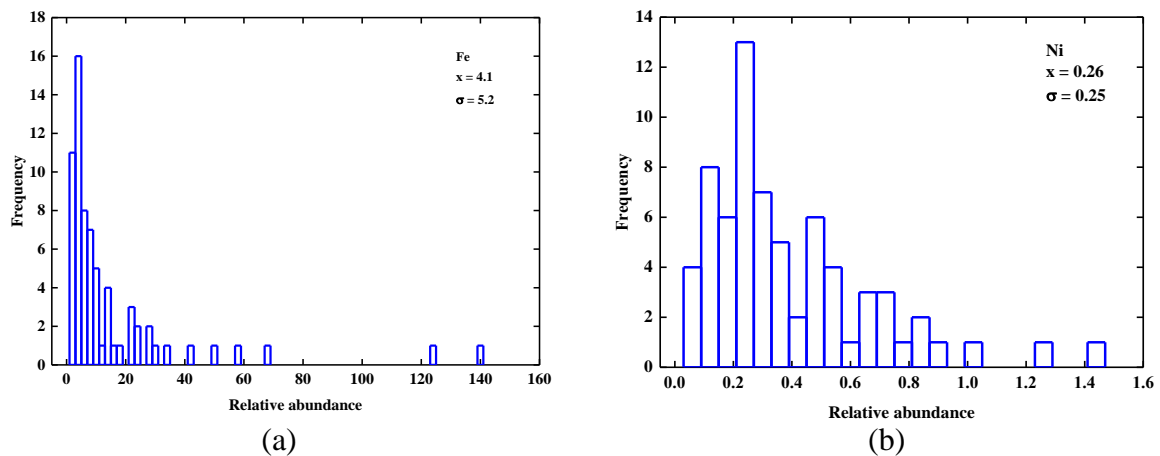 18
16
14
12
10
8
6
4
2
0
Frequency
Fe
x = 4.1
σ = 5.2
0 20 40 60 80 100 120 140 160
Relative abundance
(a)
14
12
10
8
6
4
2
0
Frequency
Ni
x = 0.26
σ = 0.25
0.0 0.2 0.4 0.6 0.8 1.0 1.2 1.4 1.6
Relative abundance
(b)